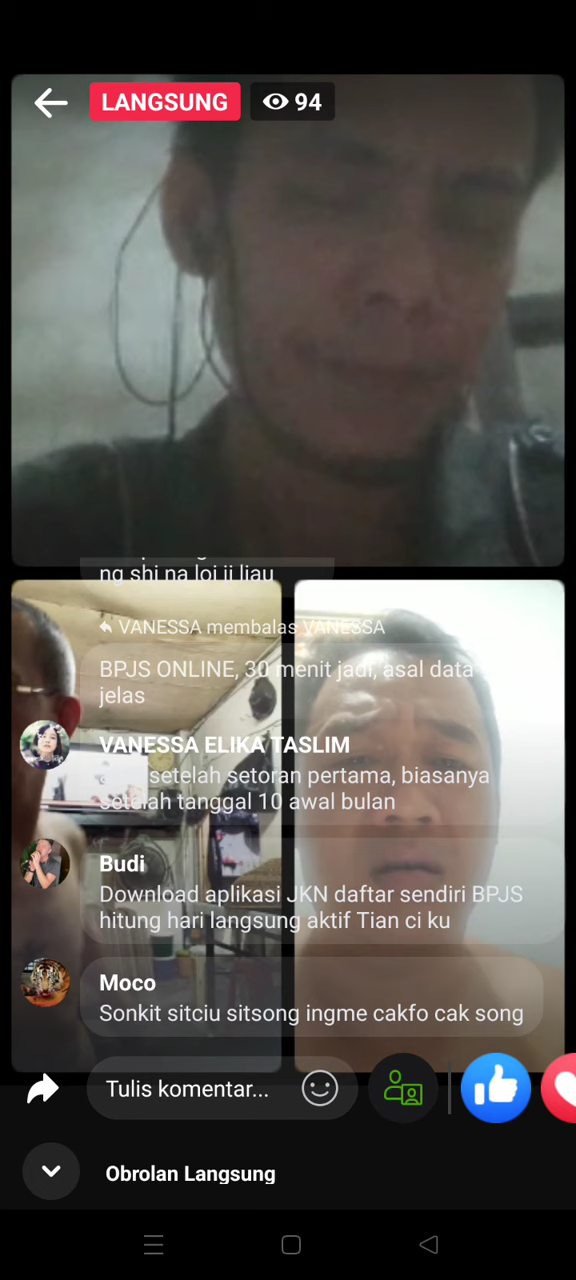 LANGSUNG
94
ng shi na loi ji liau
VANESSA membalas VANESSA
BPJS ONLINE, 30 menit jadi, asal data
jelas
VANESSA ELIKA TASLIM
setelah setoran pertama, biasanya
setelah tanggal 10 awal bulan
Budi
Download aplikasi JKN daftar sendiri BPJS
hitung hari langsung aktif Tian ci ku
Moco
Sonkit sitciu sitsong ingme cakfo cak song
Tulis komentar...
Obrolan Langsung